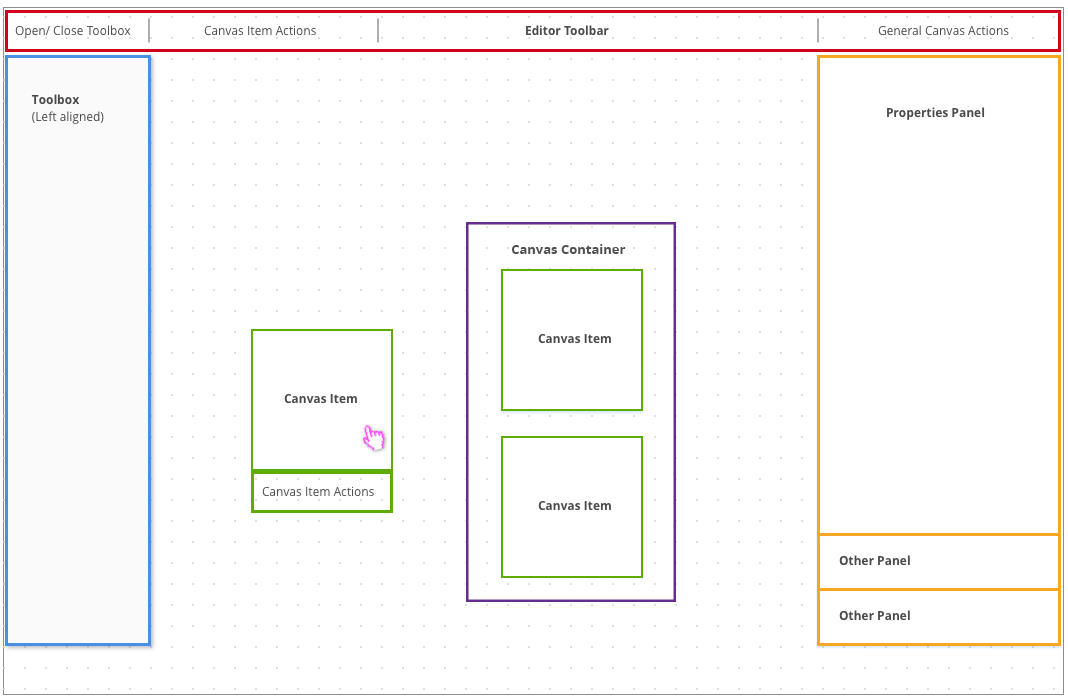 Open/ Close Toolbox
Canvas Item Actions
Editor Toolbar
General Canvas Actions
Toolbox
(Left aligned)
Properties Panel
Canvas Container
Canvas Item
Canvas Item
Canvas Item Actions
Canvas Item
Other Panel
Other Panel